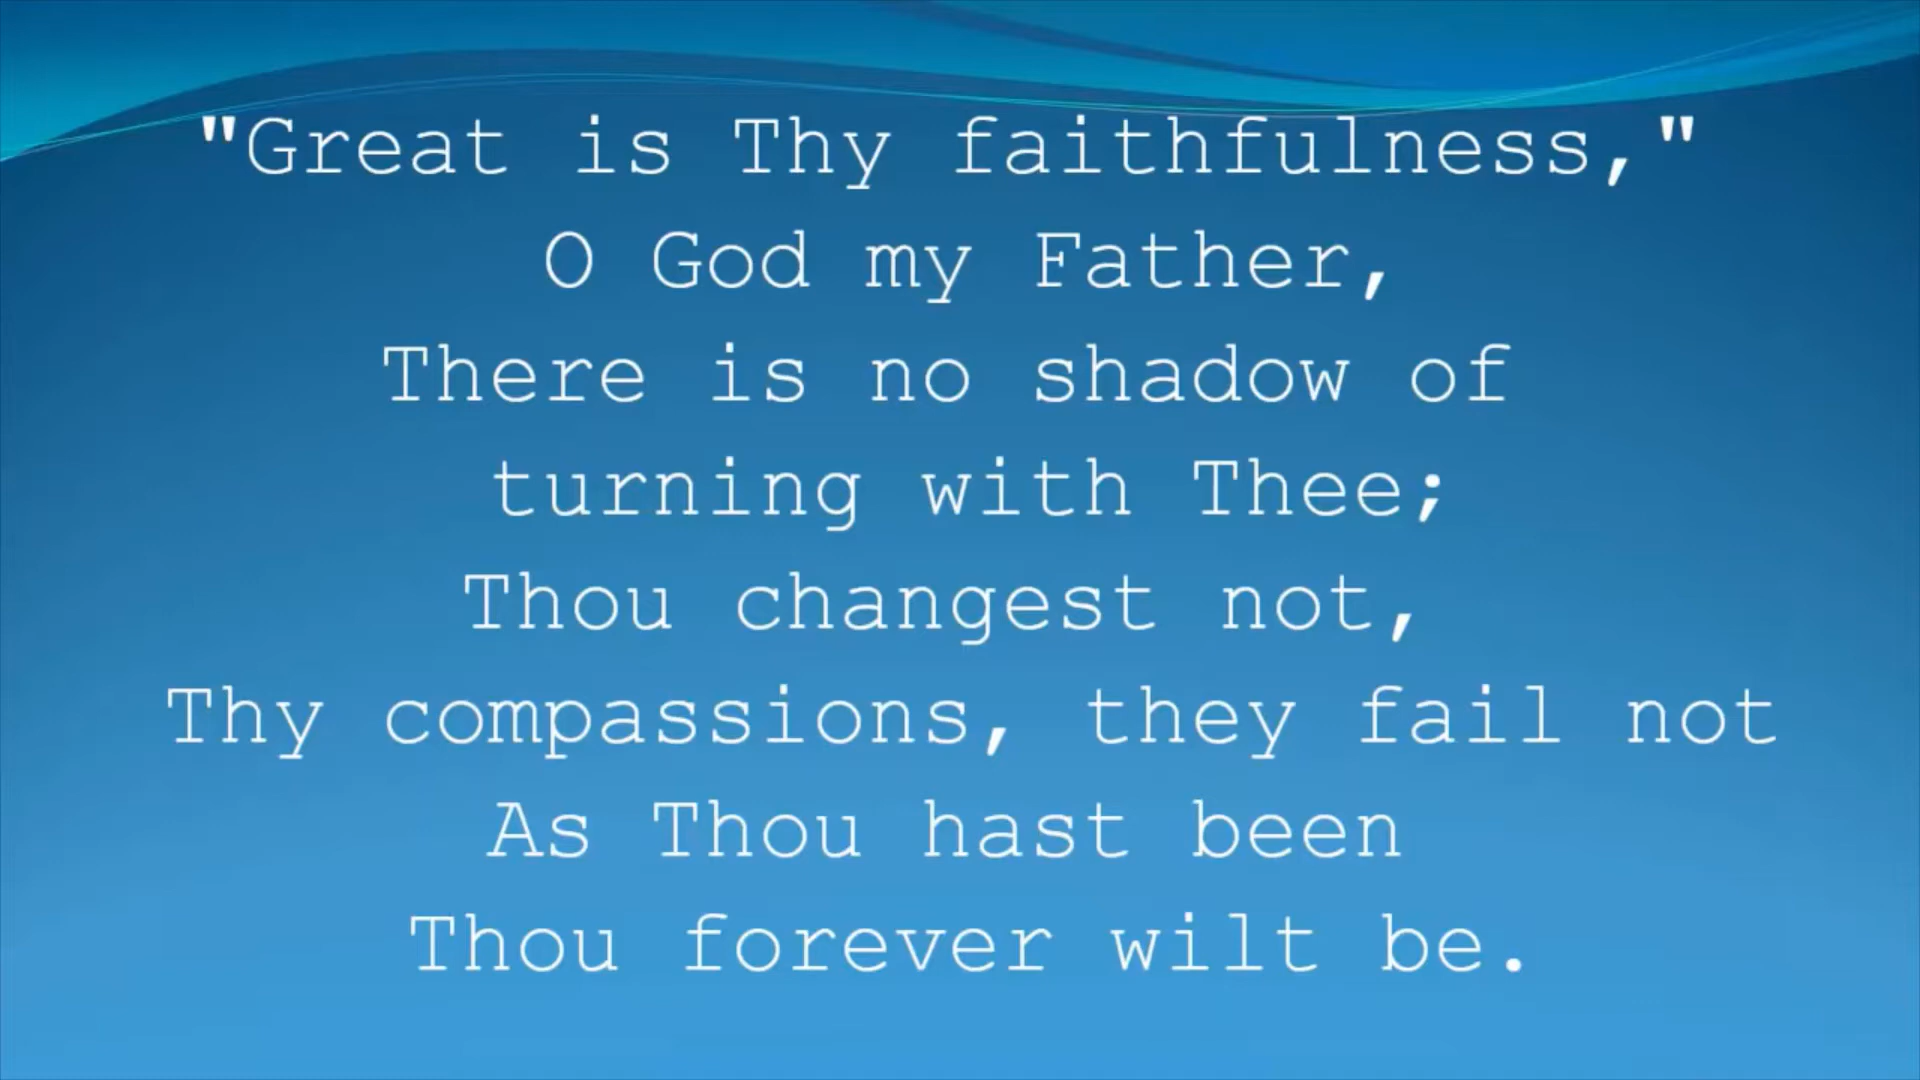 "Great is Thy faithfulness,"
O God my Father,
There is no shadow of
turning with Thee;
Thou changest not,
Thy compassions, they fail not
As Thou hast been
Thou forever wilt be.